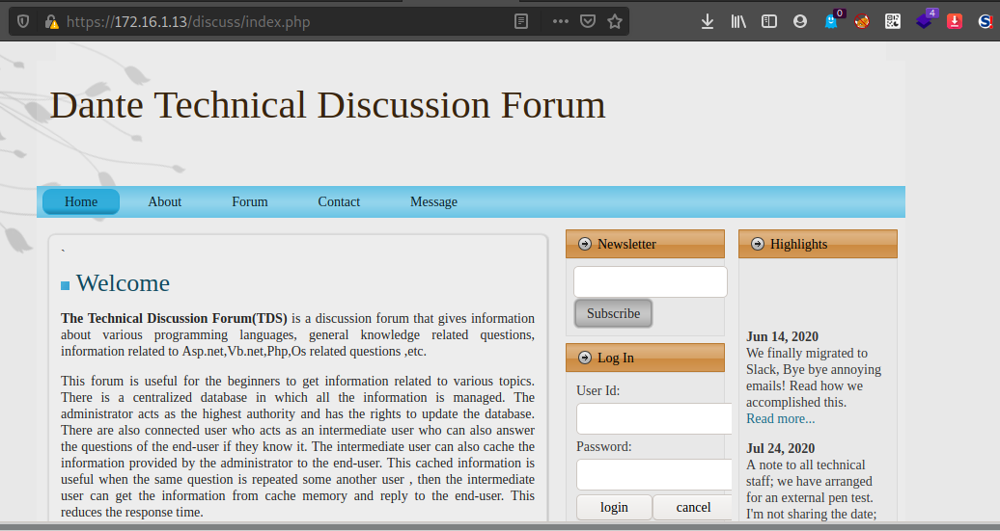 https://172.16.1.13/discuss/index.php
0
4
Dante Technical Discussion Forum
Home About Forum Contact Message
`
Welcome
The Technical Discussion Forum(TDS) is a discussion forum that gives information
about various programming languages, general knowledge related questions,
information related to Asp.net,Vb.net,Php,Os related questions ,etc.
This forum is useful for the beginners to get information related to various topics.
There is a centralized database in which all the information is managed. The
administrator acts as the highest authority and has the rights to update the database.
There are also connected user who acts as an intermediate user who can also answer
the questions of the end-user if they know it. The intermediate user can also cache the
information provided by the administrator to the end-user. This cached information is
useful when the same question is repeated some another user , then the intermediate
user can get the information from cache memory and reply to the end-user. This
reduces the response time.
Newsletter
Subscribe
Log In
User Id:
Password:
login cancel
Highlights
Jun 14, 2020
We finally migrated to
Slack, Bye bye annoying
emails! Read how we
accomplished this.
Read more...
Jul 24, 2020
A note to all technical
staff; we have arranged
for an external pen test.
I'm not sharing the date;